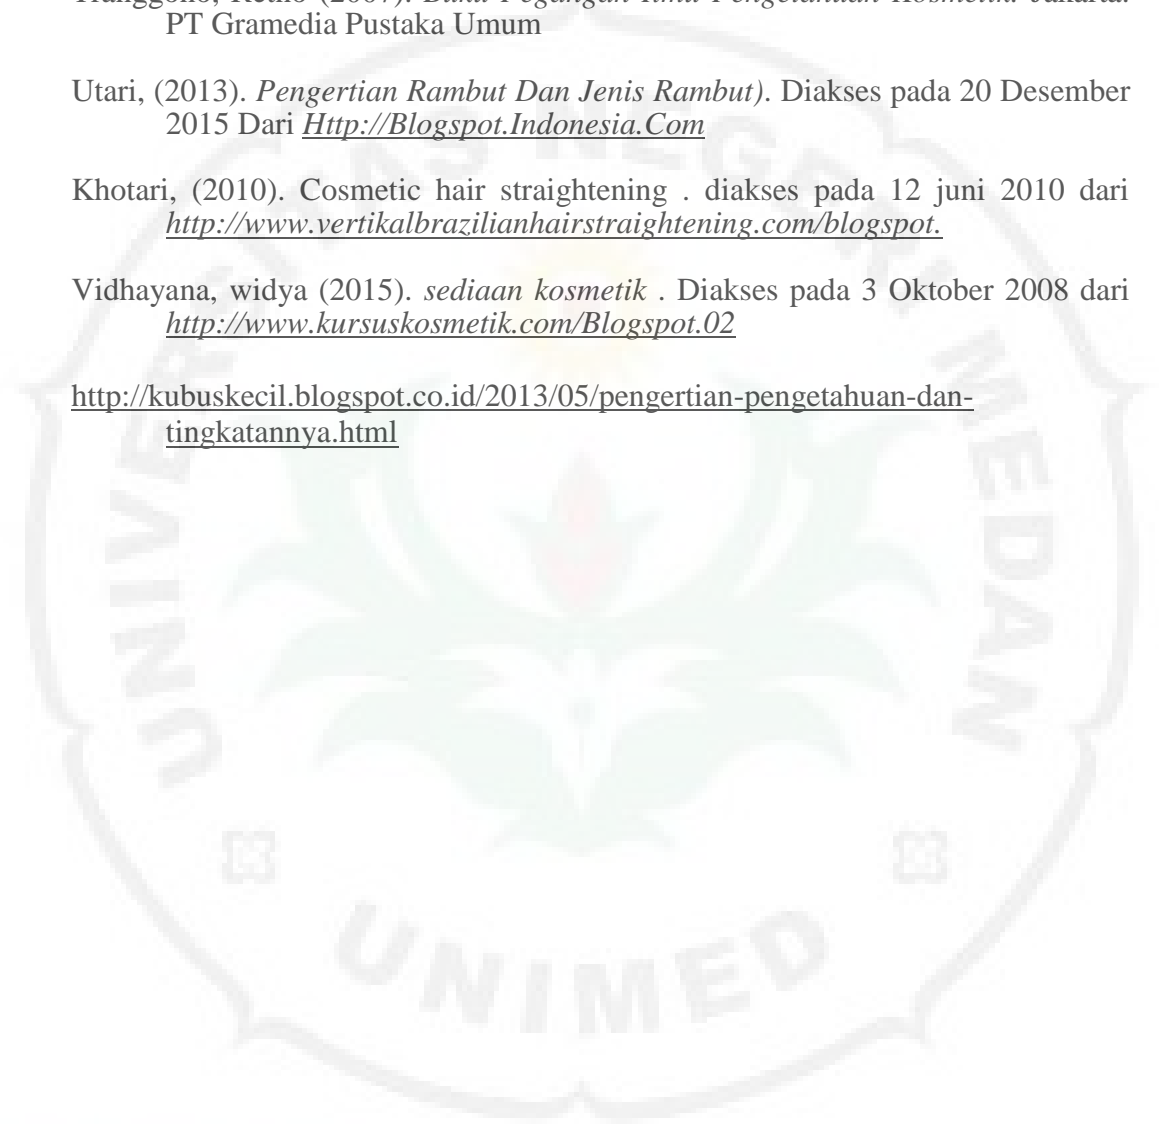 PT Gramedia Pustaka Umum
Utari, (2013). Pengertian Rambut Dan Jenis Rambut). Diakses pada 20 Desember
2015 Dari Http://Blogspot.Indonesia.Com
Khotari, (2010). Cosmetic hair straightening . diakses pada 12 juni 2010 dari
http://www.vertikalbrazilianhairstraightening.com/blogspot.
Vidhayana, widya (2015). sediaan kosmetik . Diakses pada 3 Oktober 2008 dari
http://www.kursuskosmetik.com/Blogspot.02
http://kubuskecil.blogspot.co.id/2013/05/pengertian-pengetahuan-dan-
tingkatannya.html
UNIVERSITAS NEGERI MEDAN
UNIMED